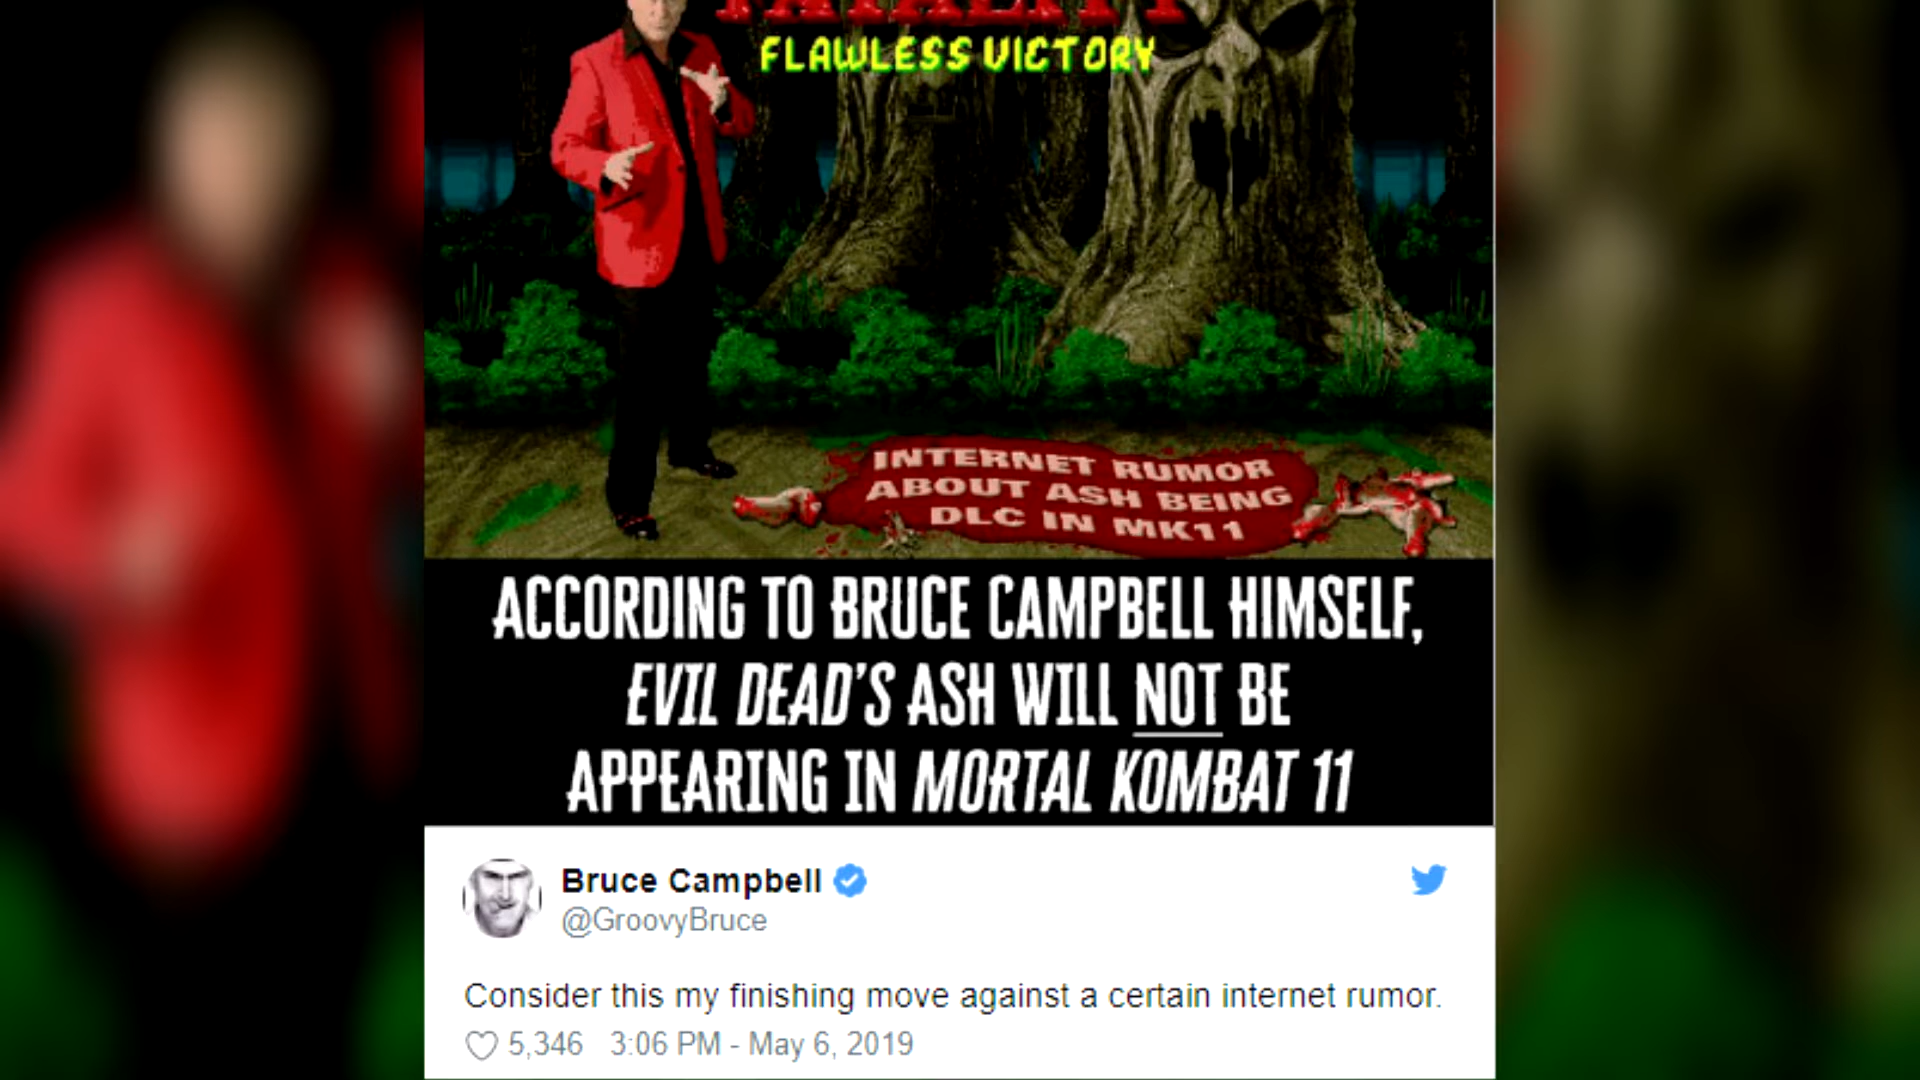 FATALITY
FLAWLESS VICTORY
INTERNET RUMOR
ABOUT ASH BEING
DLC IN MK11
ACCORDING TO BRUCE CAMPBELL HIMSELF,
EVIL DEAD'S ASH WILL NOT BE
APPEARING IN MORTAL KOMBAT 11
Bruce Campbell
@GroovyBruce
Consider this my finishing move against a certain internet rumor.
5,346 3:06 PM - May 6, 2019